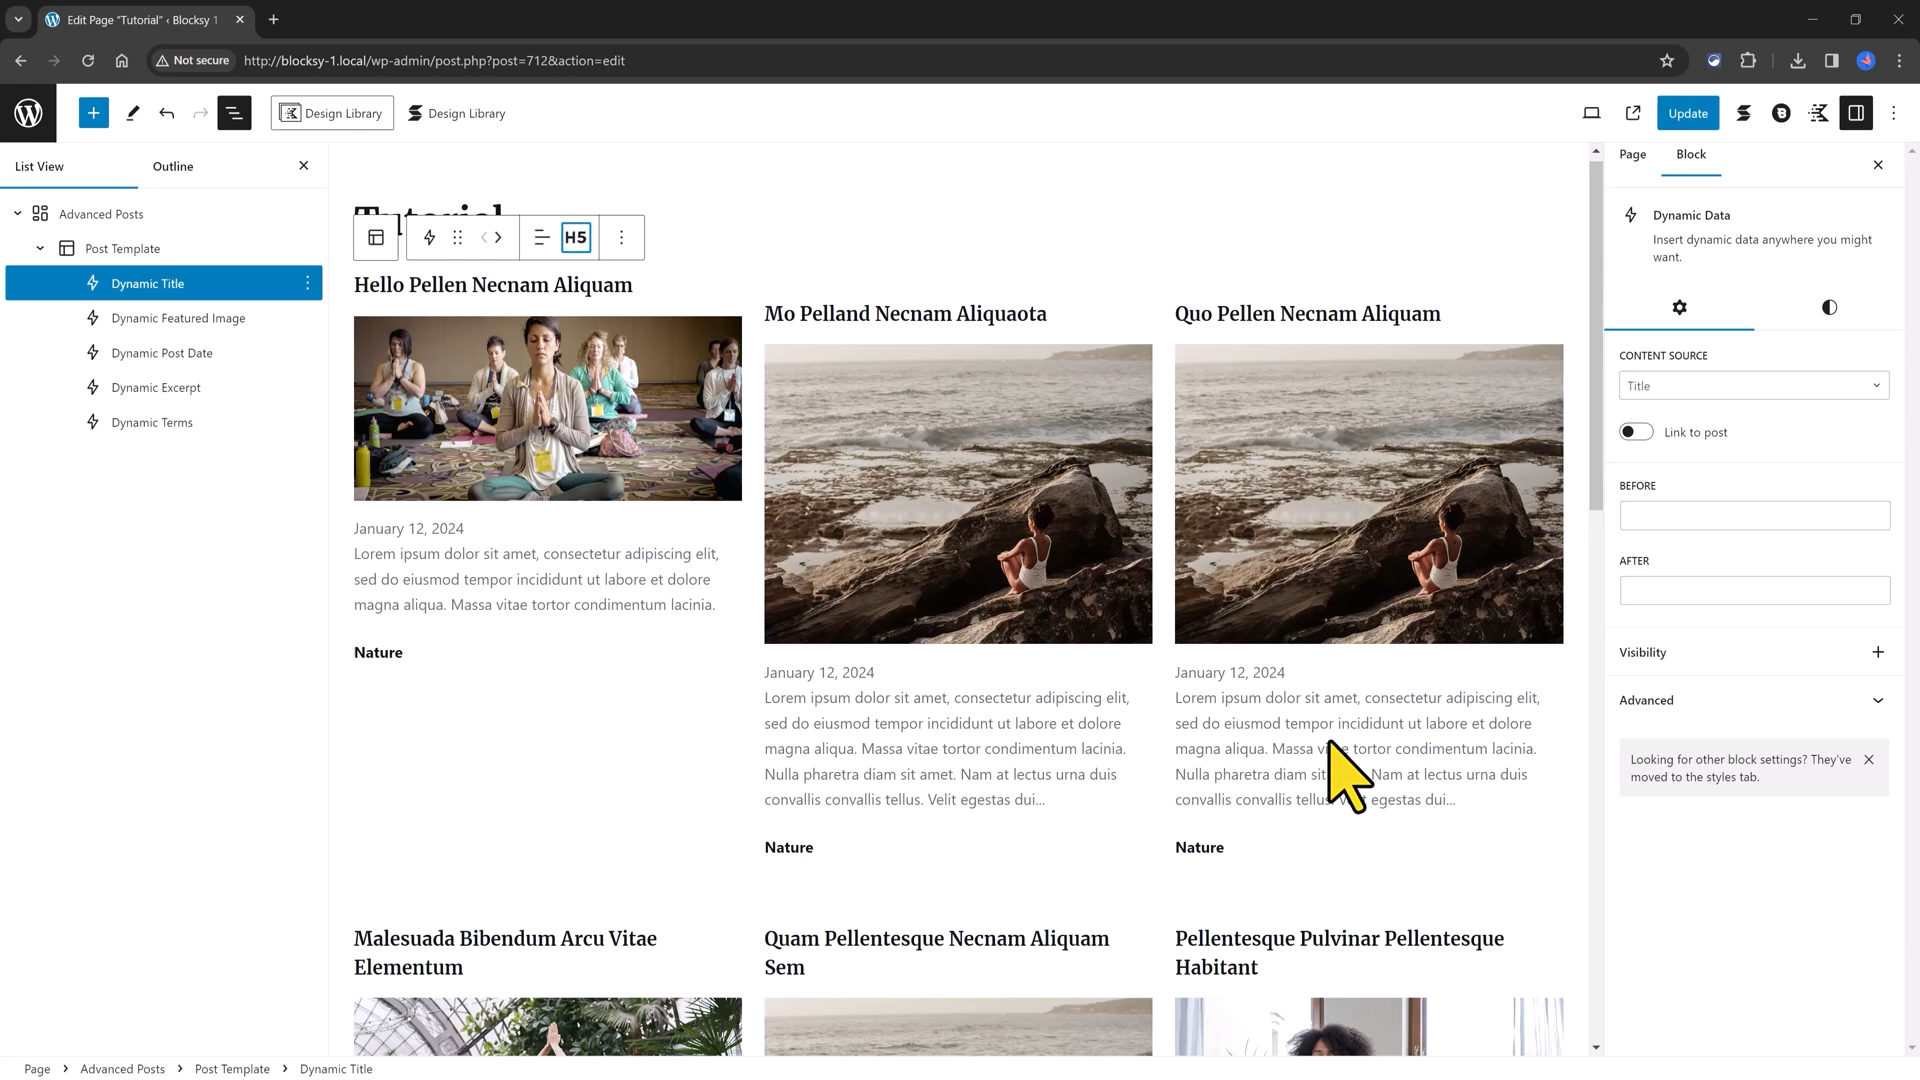 Edit Page “Tutorial” ‹ Blocksy 1
Not secure
http://blocksy-1.local/wp-admin/post.php?post=712&action=edit
Design Library
Design Library
Update
List View
Outline
Advanced Posts
Post Template
Dynamic Title
Dynamic Featured Image
Dynamic Post Date
Dynamic Excerpt
Dynamic Terms
Tutorial
H5
Hello Pellen Necnam Aliquam
January 12, 2024
Lorem ipsum dolor sit amet, consectetur adipiscing elit,
sed do eiusmod tempor incididunt ut labore et dolore
magna aliqua. Massa vitae tortor condimentum lacinia.
Nature
Mo Pelland Necnam Aliquaota
January 12, 2024
Lorem ipsum dolor sit amet, consectetur adipiscing elit,
sed do eiusmod tempor incididunt ut labore et dolore
magna aliqua. Massa vitae tortor condimentum lacinia.
Nulla pharetra diam sit amet. Nam at lectus urna duis
convallis convallis tellus. Velit egestas dui...
Nature
Quo Pellen Necnam Aliquam
January 12, 2024
Lorem ipsum dolor sit amet, consectetur adipiscing elit,
sed do eiusmod tempor incididunt ut labore et dolore
magna aliqua. Massa vitae tortor condimentum lacinia.
Nulla pharetra diam sit Nam at lectus urna duis
convallis convallis tellus. Velit egestas dui...
Nature
Malesuada Bibendum Arcu Vitae
Elementum
Quam Pellentesque Necnam Aliquam
Sem
Pellentesque Pulvinar Pellentesque
Habitant
Page
Block
Dynamic Data
Insert dynamic data anywhere you might
want.
CONTENT SOURCE
Title
Link to post
BEFORE
AFTER
Visibility
Advanced
Looking for other block settings? They've
moved to the styles tab.
Page
Advanced Posts
Post Template
Dynamic Title